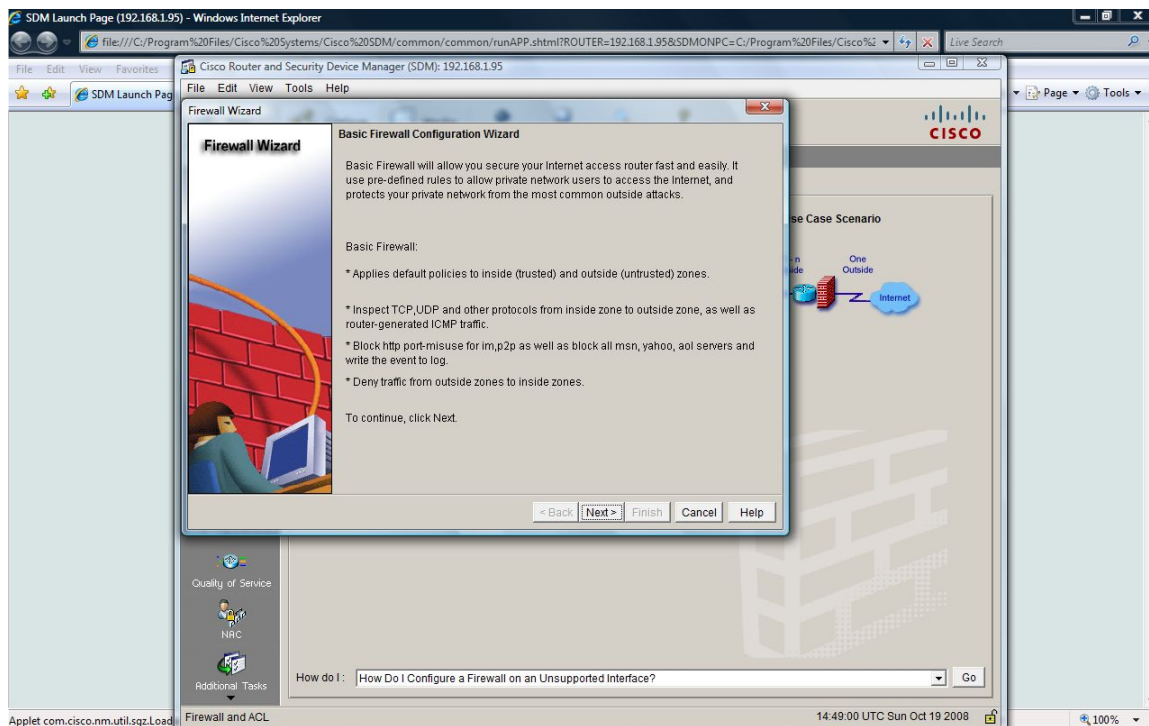 SDM Launch Page (192.168.1.95) - Windows Internet Explorer
file:///C:/Program%20Files/Cisco%20Systems/Cisco%20SDM/common/common/runAPP.shtml?ROUTER=192.168.1.95&SDMONPC=C:/Program%20Files/Cisco%2
Live Search
File Edit View Favorites
SDM Launch Pag
Page
Tools
Cisco Router and Security Device Manager (SDM): 192.168.1.95
File Edit View Tools Help
CISCO
Firewall Wizard
Firewall Wizard
Basic Firewall Configuration Wizard
Basic Firewall will allow you secure your Internet access router fast and easily. It
use pre-defined rules to allow private network users to access the Internet, and
protects your private network from the most common outside attacks.
Basic Firewall:
* Applies default policies to inside (trusted) and outside (untrusted) zones.
* Inspect TCP,UDP and other protocols from inside zone to outside zone, as well as
router-generated ICMP traffic.
* Block http port-misuse for im,p2p as well as block all msn, yahoo, aol servers and
write the event to log.
* Deny traffic from outside zones to inside zones.
To continue, click Next.
< Back Next > Finish Cancel Help
se Case Scenario
One
Outside
Internet
Quality of Service
NAC
Additional Tasks
How do I : How Do I Configure a Firewall on an Unsupported Interface? Go
Firewall and ACL
14:49:00 UTC Sun Oct 19 2008
Applet com.cisco.nm.util.sqz.Load
100%